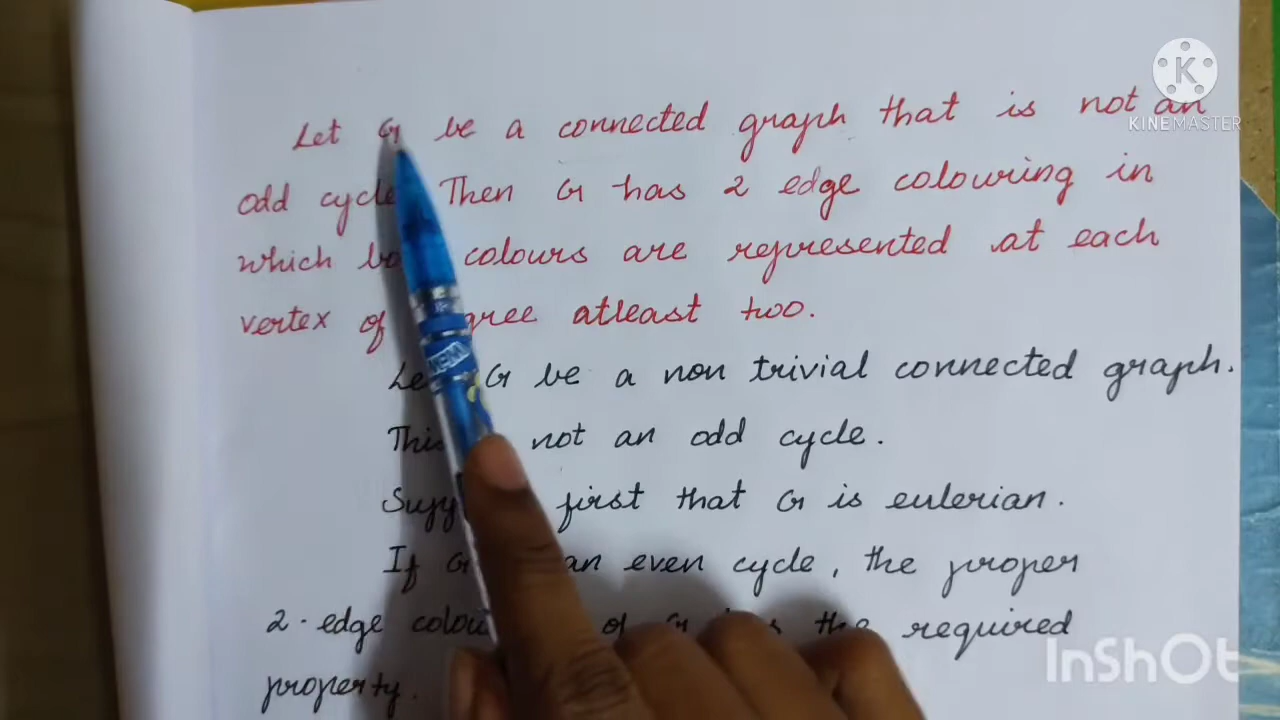 Let G be a connected graph that is not an
odd cycle Then G has 2 edge colouring in
which colours are represented at each
vertex of atleast two.
G be a non trivial connected graph.
not an odd cycle.
first that G is eulerian.
If G an even cycle, the proper
2-edge of G the required
property.
K
KINEMASTER
InShOt